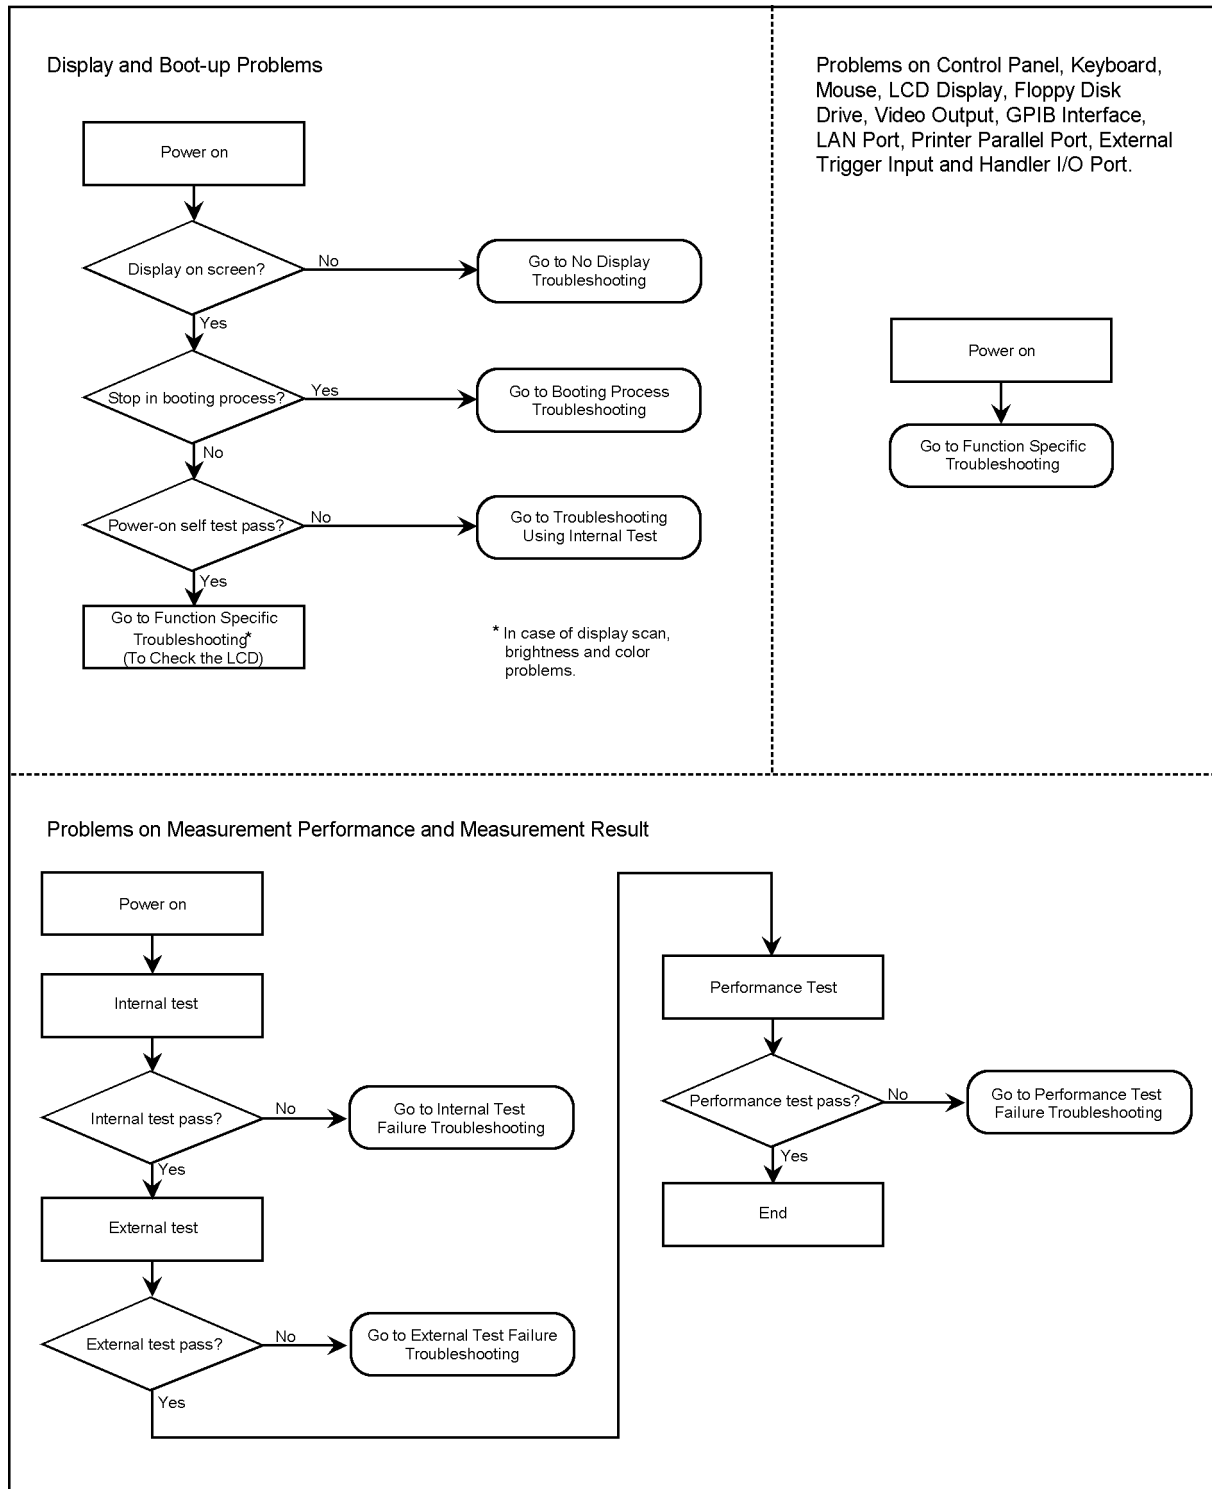 Display and Boot-up Problems
Power on
Display on screen?
No
Go to No Display
Troubleshooting
Yes
Stop in booting process?
Yes
Go to Booting Process
Troubleshooting
No
Power-on self test pass?
No
Go to Troubleshooting
Using Internal Test
Yes
Go to Function Specific
Troubleshooting*
(To Check the LCD)
* In case of display scan,
brightness and color
problems.
Problems on Control Panel, Keyboard,
Mouse, LCD Display, Floppy Disk
Drive, Video Output, GPIB Interface,
LAN Port, Printer Parallel Port, External
Trigger Input and Handler I/O Port.
Power on
Go to Function Specific
Troubleshooting
Problems on Measurement Performance and Measurement Result
Power on
Internal test
Internal test pass?
No
Go to Internal Test
Failure Troubleshooting
Yes
External test
External test pass?
No
Go to External Test Failure
Troubleshooting
Yes
Performance Test
Performance test pass?
No
Go to Performance Test
Failure Troubleshooting
Yes
End